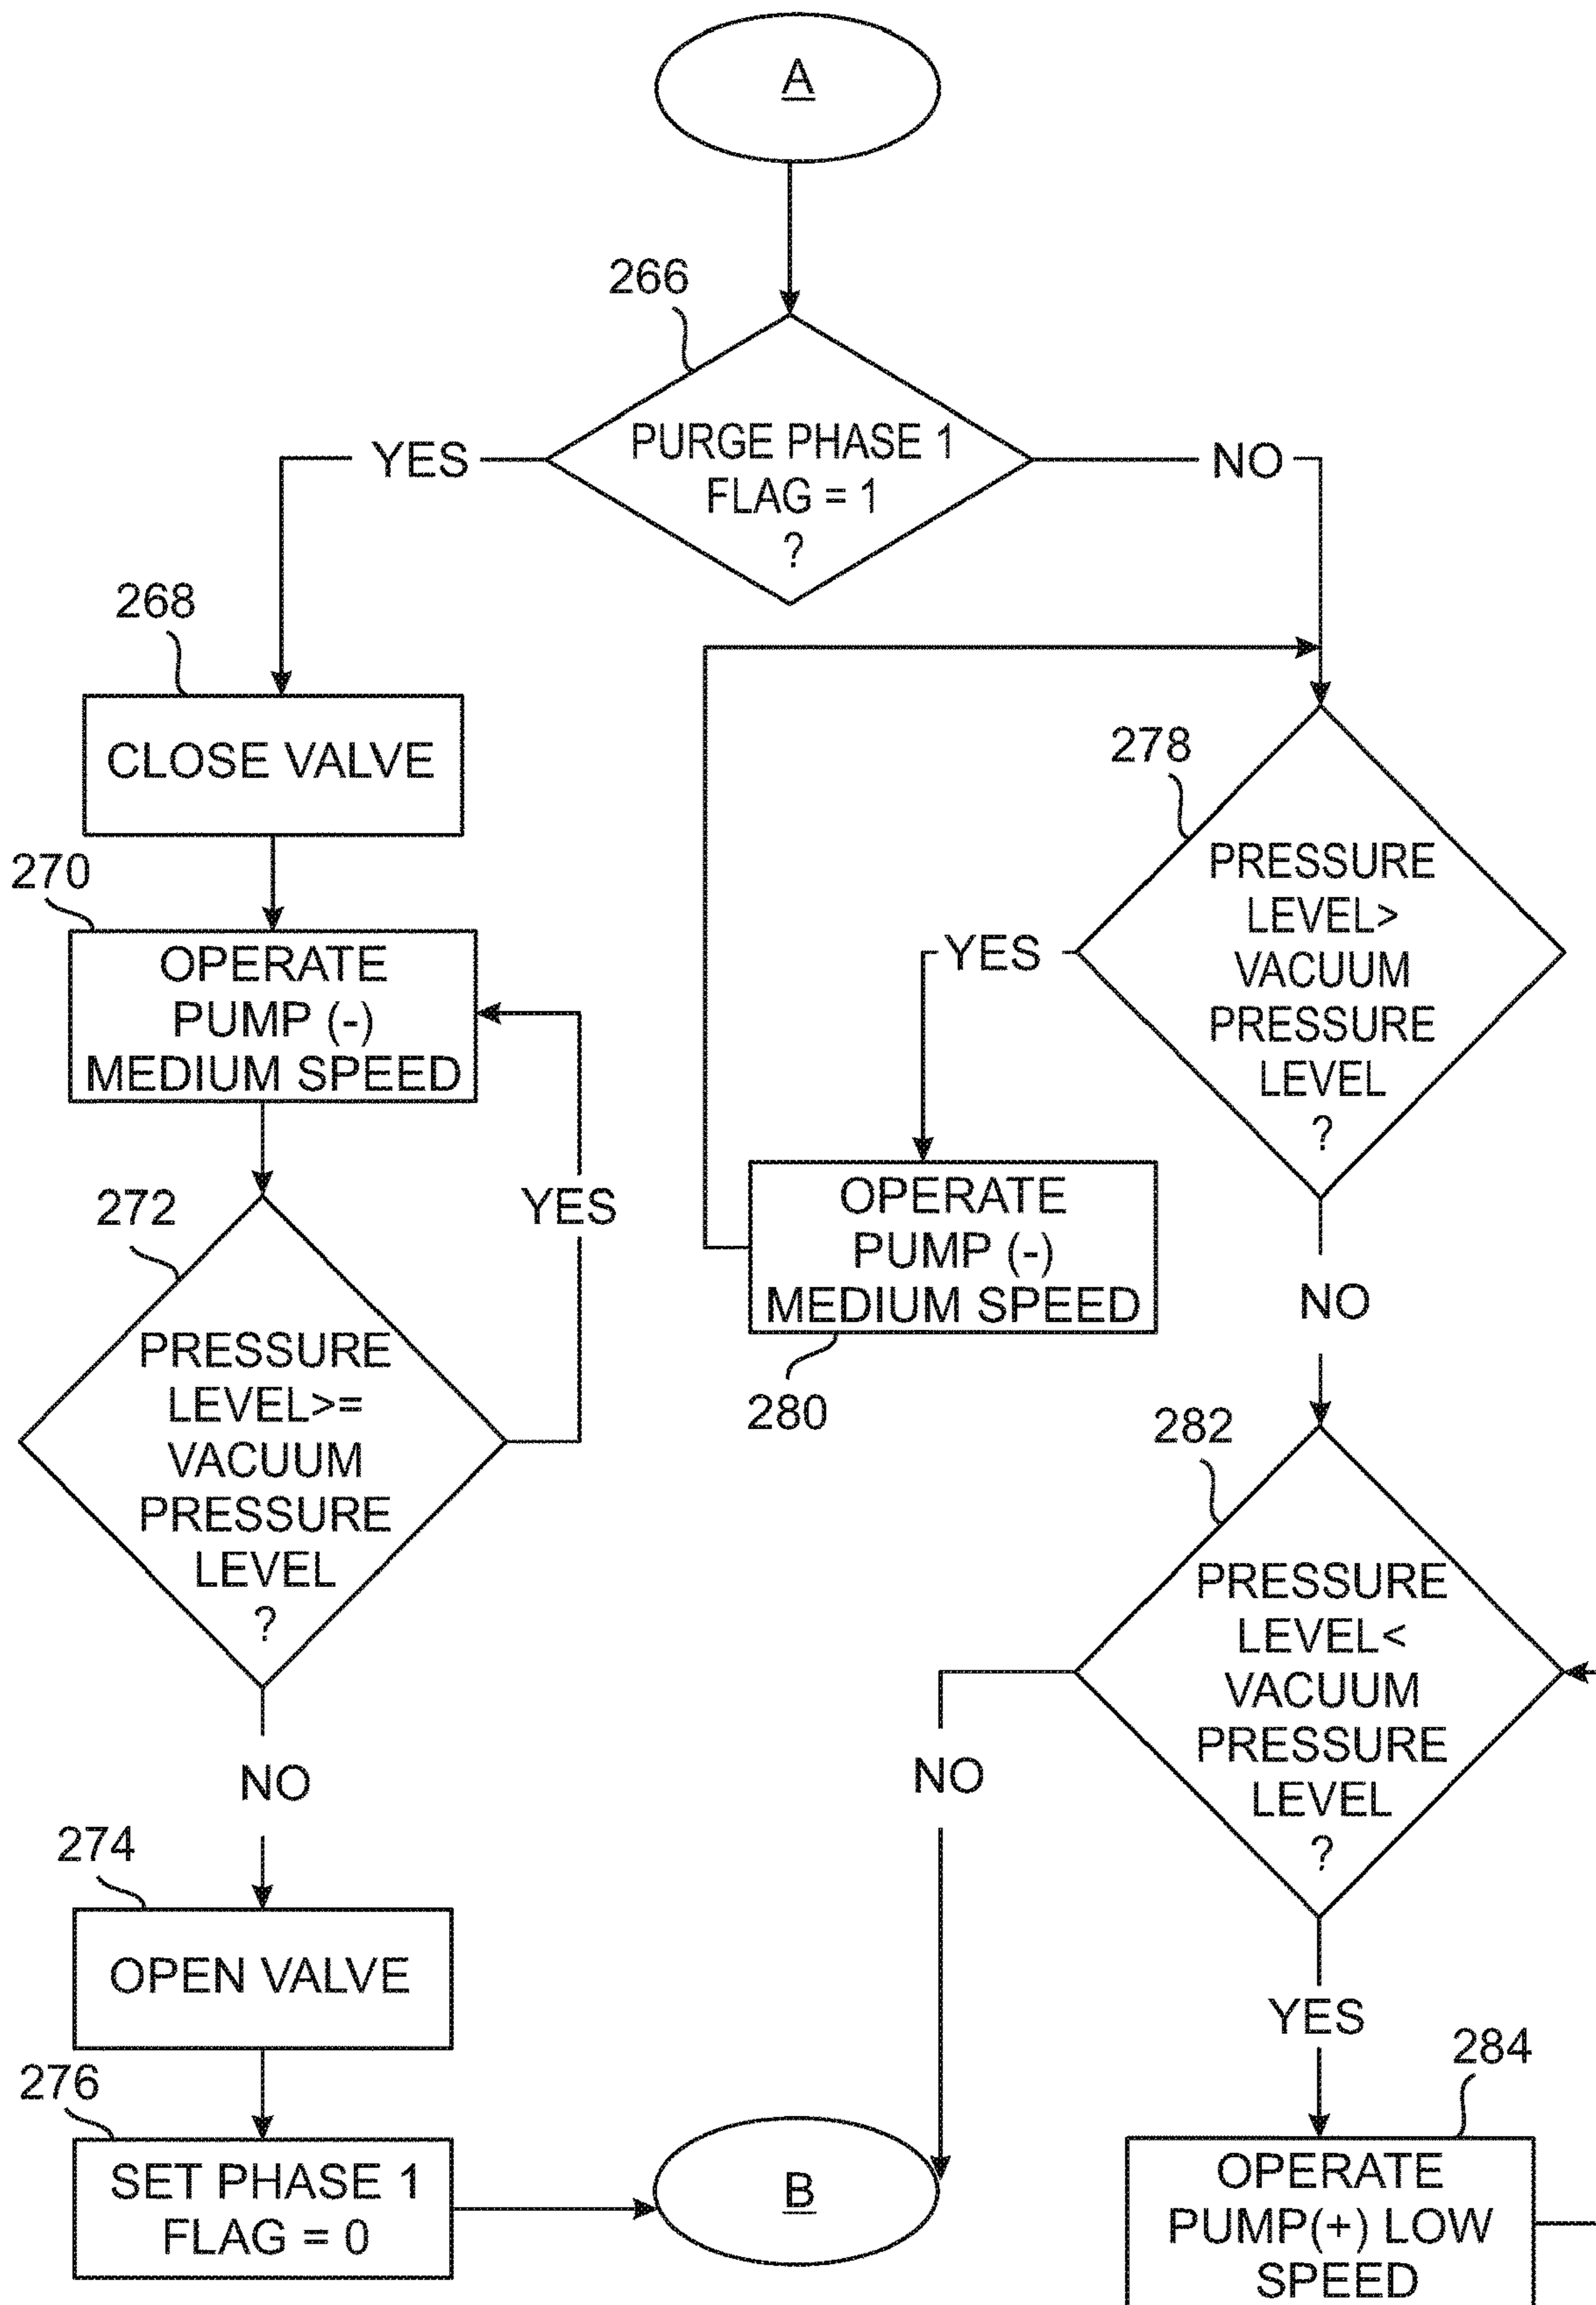 A
266
PURGE PHASE 1
FLAG = 1
?
YES
NO
268
CLOSE VALVE
270
OPERATE
PUMP (-)
MEDIUM SPEED
272
PRESSURE
LEVEL>=
VACUUM
PRESSURE
LEVEL
?
YES
NO
274
OPEN VALVE
276
SET PHASE 1
FLAG = 0
278
PRESSURE
LEVEL>
VACUUM
PRESSURE
LEVEL
?
YES
OPERATE
PUMP (-)
MEDIUM SPEED
280
NO
282
PRESSURE
LEVEL<
VACUUM
PRESSURE
LEVEL
?
NO
YES
284
OPERATE
PUMP(+) LOW
SPEED
B